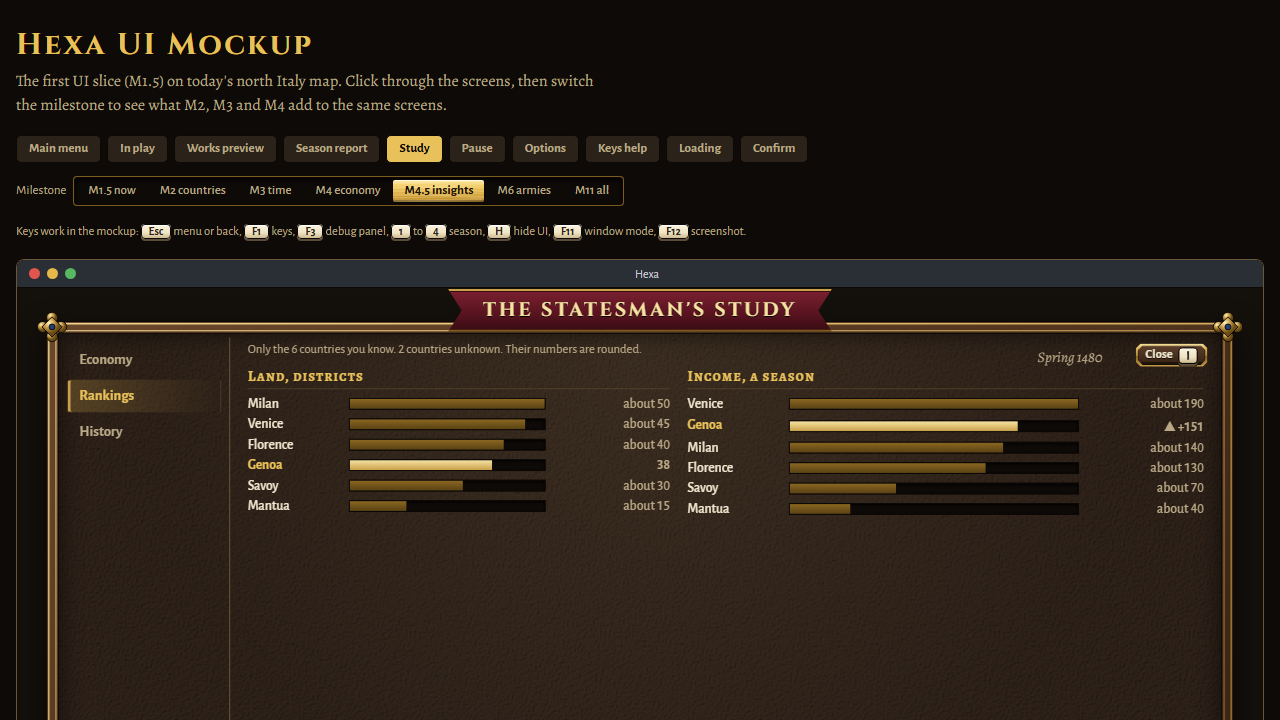 Hexa UI Mockup
The first UI slice (M1.5) on today's north Italy map. Click through the screens, then switch
the milestone to see what M2, M3 and M4 add to the same screens.
Main menu In play Works preview Season report Study Pause Options Keys help Loading Confirm
Milestone M1.5 now M2 countries M3 time M4 economy M4.5 insights M6 armies M11 all
Keys work in the mockup: Esc menu or back, F1 keys, F3 debug panel, 1 to 4 season, H hide UI, F11 window mode, F12 screenshot.
Hexa
The Statesman's Study
Economy
Rankings
History
Only the 6 countries you know. 2 countries unknown. Their numbers are rounded.
Spring 1480
Close I
Land, districts
Milan about 50
Venice about 45
Florence about 40
Genoa 38
Savoy about 30
Mantua about 15
Income, a season
Venice about 190
Genoa ▲+151
Milan about 140
Florence about 130
Savoy about 70
Mantua about 40